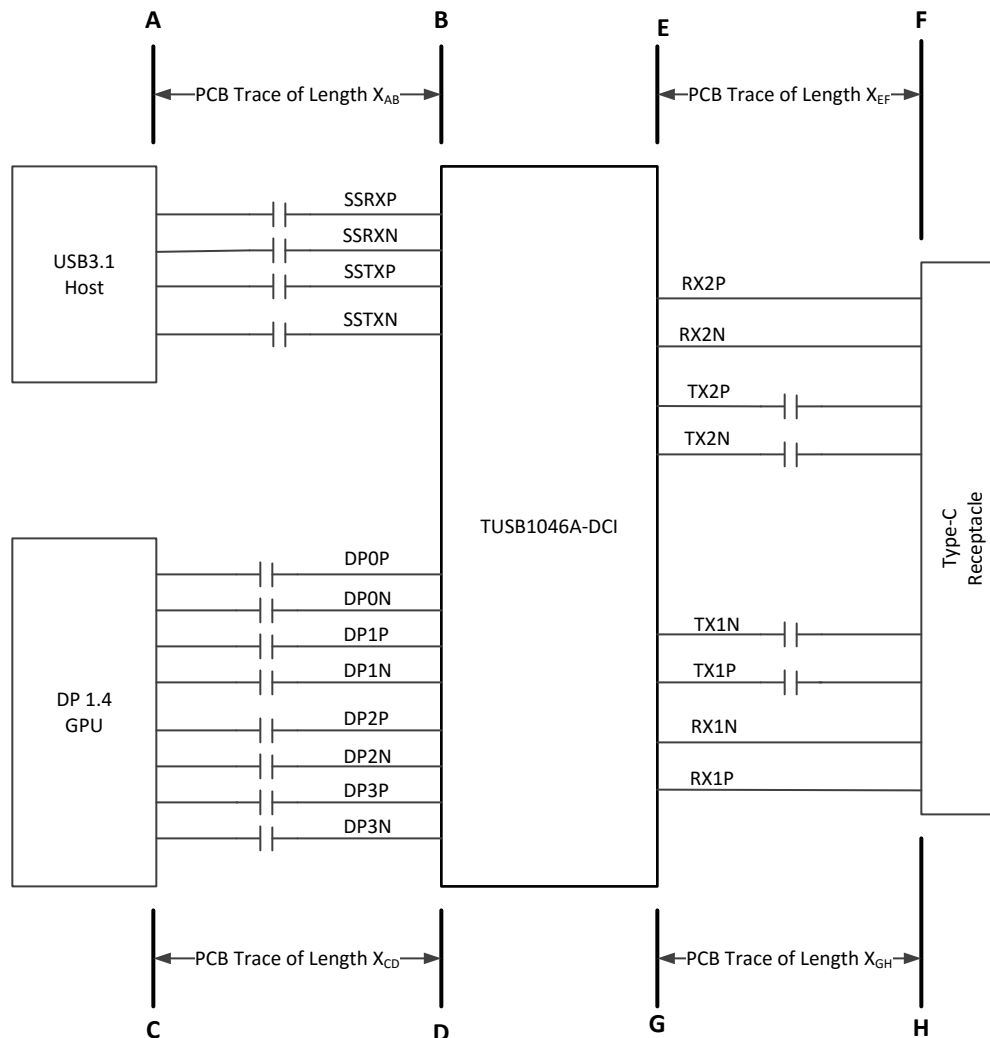 A
B
E
F
PCB Trace of Length XAB
PCB Trace of Length XEF
USB3.1
Host
SSRXP
SSRXN
SSTXP
SSTXN
RX2P
RX2N
TX2P
TX2N
TUSB1046A-DCI
Type-C
Receptacle
DP 1.4
GPU
DP0P
DP0N
DP1P
DP1N
DP2P
DP2N
DP3P
DP3N
TX1N
TX1P
RX1N
RX1P
PCB Trace of Length XCD
PCB Trace of Length XGH
C
D
G
H